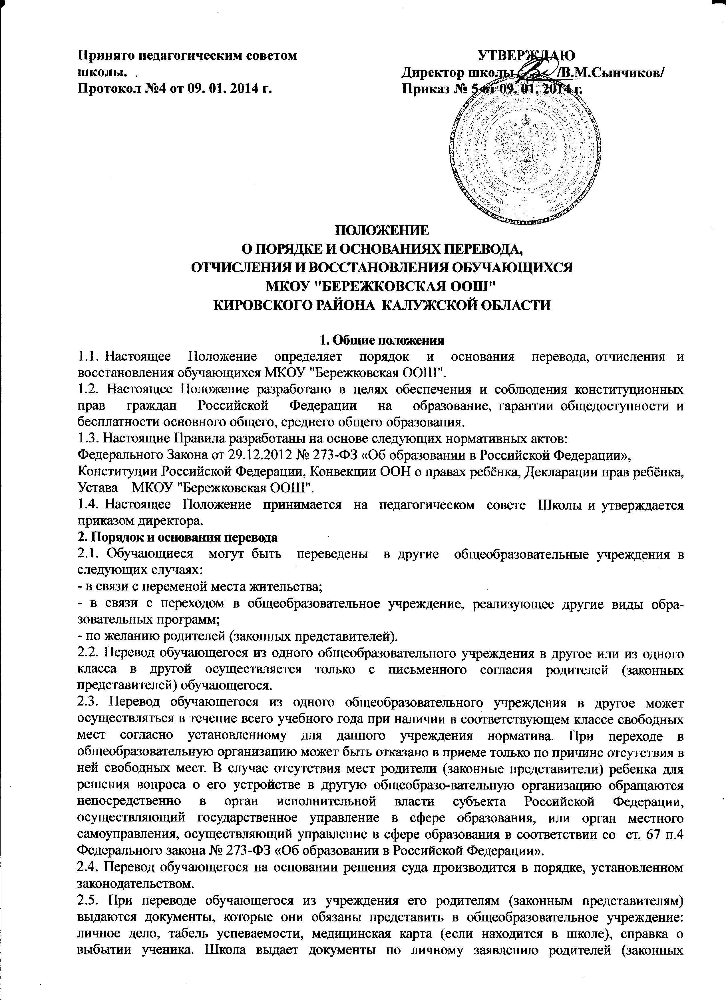 Принято педагогическим советом
школы.
Протокол №4 от 09. 01. 2014 г.
УТВЕРЖДАЮ
Директор школы /В.М.Сынчиков/
Приказ № 5 от 09. 01. 2014 г.
ПОЛОЖЕНИЕ
О ПОРЯДКЕ И ОСНОВАНИЯХ ПЕРЕВОДА,
ОТЧИСЛЕНИЯ И ВОССТАНОВЛЕНИЯ ОБУЧАЮЩИХСЯ
МКОУ "БЕРЕЖКОВСКАЯ ООШ"
КИРОВСКОГО РАЙОНА КАЛУЖСКОЙ ОБЛАСТИ
1. Общие положения
1.1. Настоящее Положение определяет порядок и основания перевода, отчисления и
восстановления обучающихся МКОУ "Бережковская ООШ".
1.2. Настоящее Положение разработано в целях обеспечения и соблюдения конституционных
прав граждан Российской Федерации на образование, гарантии общедоступности и
бесплатности основного общего, среднего общего образования.
1.3. Настоящие Правила разработаны на основе следующих нормативных актов:
Федерального Закона от 29.12.2012 № 273-ФЗ «Об образовании в Российской Федерации»,
Конституции Российской Федерации, Конвекции ООН о правах ребёнка, Декларации прав ребёнка,
Устава МКОУ "Бережковская ООШ".
1.4. Настоящее Положение принимается на педагогическом совете Школы и утверждается
приказом директора.
2. Порядок и основания перевода
2.1. Обучающиеся могут быть переведены в другие общеобразовательные учреждения в
следующих случаях:
- в связи с переменой места жительства;
- в связи с переходом в общеобразовательное учреждение, реализующее другие виды обра-
зовательных программ;
- по желанию родителей (законных представителей).
2.2. Перевод обучающегося из одного общеобразовательного учреждения в другое или из одного
класса в другой осуществляется только с письменного согласия родителей (законных
представителей) обучающегося.
2.3. Перевод обучающегося из одного общеобразовательного учреждения в другое может
осуществляться в течение всего учебного года при наличии в соответствующем классе свободных
мест согласно установленному для данного учреждения норматива. При переходе в
общеобразовательную организацию может быть отказано в приеме только по причине отсутствия в
ней свободных мест. В случае отсутствия мест родители (законные представители) ребенка для
решения вопроса о его устройстве в другую общеобразо-вательную организацию обращаются
непосредственно в орган исполнительной власти субъекта Российской Федерации,
осуществляющий государственное управление в сфере образования, или орган местного
самоуправления, осуществляющий управление в сфере образования в соответствии со ст. 67 п.4
Федерального закона № 273-ФЗ «Об образовании в Российской Федерации».
2.4. Перевод обучающегося на основании решения суда производится в порядке, установленном
законодательством.
2.5. При переводе обучающегося из учреждения его родителям (законным представителям)
выдаются документы, которые они обязаны представить в общеобразовательное учреждение:
личное дело, табель успеваемости, медицинская карта (если находится в школе), справка о
выбытии ученика. Школа выдает документы по личному заявлению родителей (законных